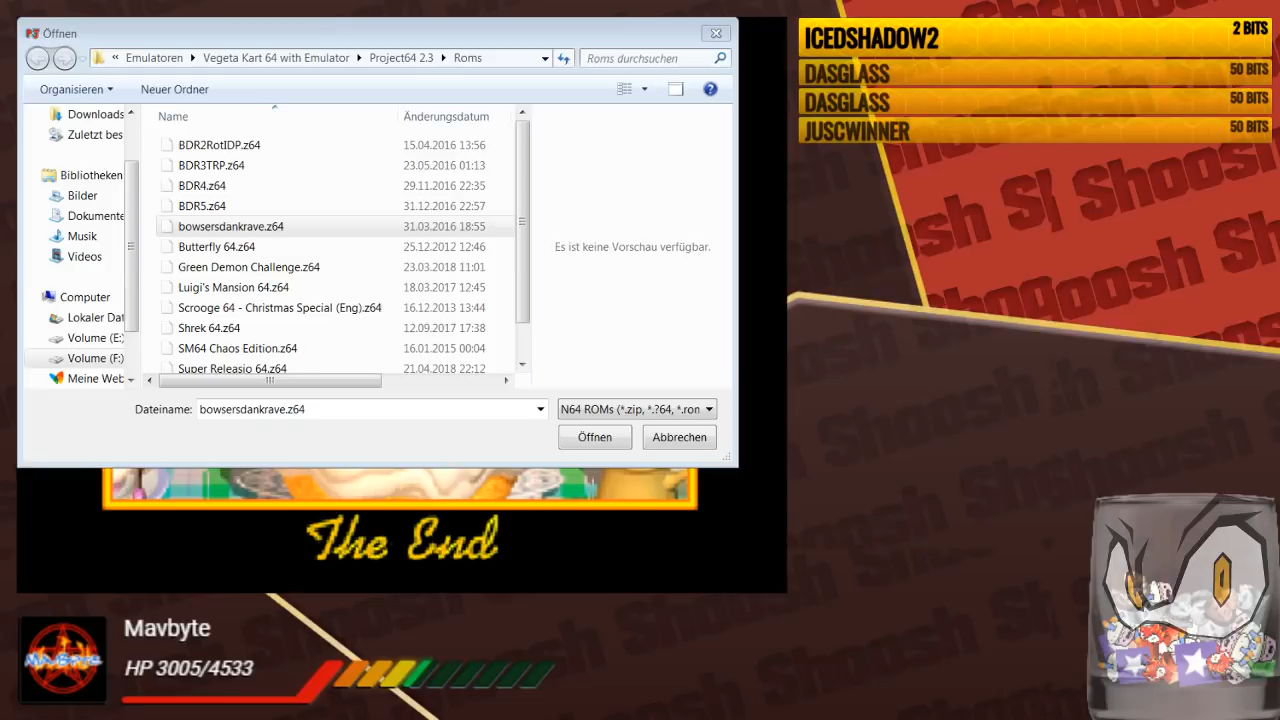 Öffnen
« Emulatoren Vegeta Kart 64 with Emulator Project64 2.3 Roms
Roms durchsuchen
Organisieren Neuer Ordner
Downloads
Zuletzt bes
Bibliotheken
Bilder
Dokumente
Musik
Videos
Computer
Lokaler Dat
Volume (E:)
Volume (F:)
Meine Web
Name Änderungsdatum
BDR2RotIDP.z64 15.04.2016 13:56
BDR3TRP.z64 23.05.2016 01:13
BDR4.z64 29.11.2016 22:35
BDR5.z64 31.12.2016 22:57
bowsersdankrave.z64 31.03.2016 18:55
Butterfly 64.z64 25.12.2012 12:46
Green Demon Challenge.z64 23.03.2018 11:01
Luigi's Mansion 64.z64 18.03.2017 12:45
Scrooge 64 - Christmas Special (Eng).z64 16.12.2013 13:44
Shrek 64.z64 12.09.2017 17:38
SM64 Chaos Edition.z64 16.01.2015 00:04
Super Releasio 64.z64 21.04.2018 22:12
Es ist keine Vorschau verfügbar.
Dateiname: bowsersdankrave.z64
N64 ROMs (*.zip, *.?64, *.ron
Öffnen Abbrechen
The End
ICEDSHADOW2 2 BITS
DASGLASS 50 BITS
DASGLASS 50 BITS
JUSCWINNER 50 BITS
Shoosh
Mavbyte
HP 3005/4533
MAVBYTE